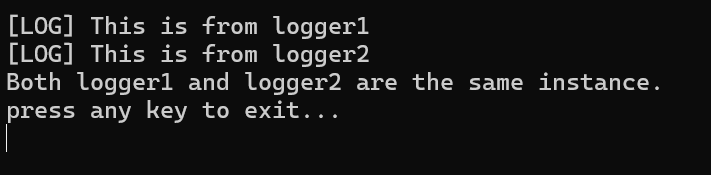 [LOG] This is from logger1
[LOG] This is from logger2
Both logger1 and logger2 are the same instance.
press any key to exit...